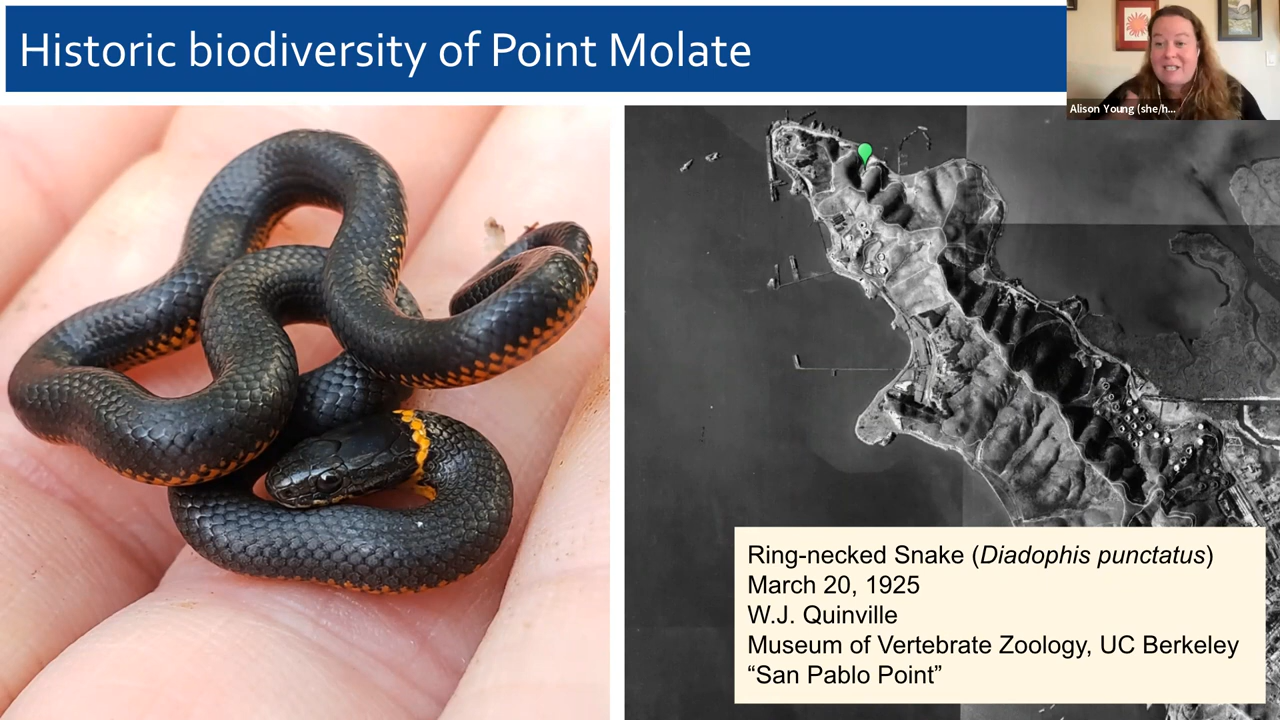 Historic biodiversity of Point Molate
Alison Young (she/h...
Ring-necked Snake (Diadophis punctatus)
March 20, 1925
W.J. Quinville
Museum of Vertebrate Zoology, UC Berkeley
“San Pablo Point”